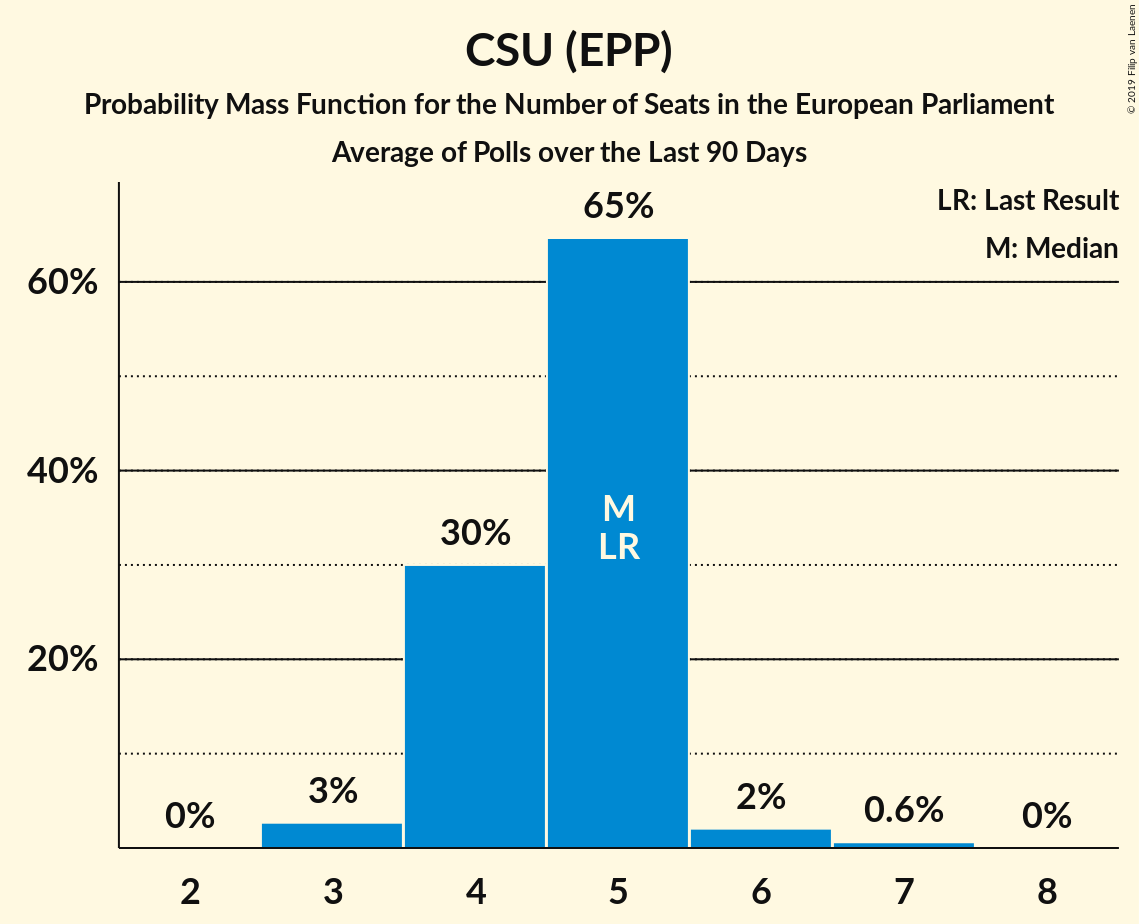 CSU (EPP)
Probability Mass Function for the Number of Seats in the European Parliament
Average of Polls over the Last 90 Days
© 2019 Filip van Laenen
LR: Last Result
M: Median
60%
40%
20%
0%
3%
30%
65%
2%
0.6%
0%
M
LR
2 3 4 5 6 7 8